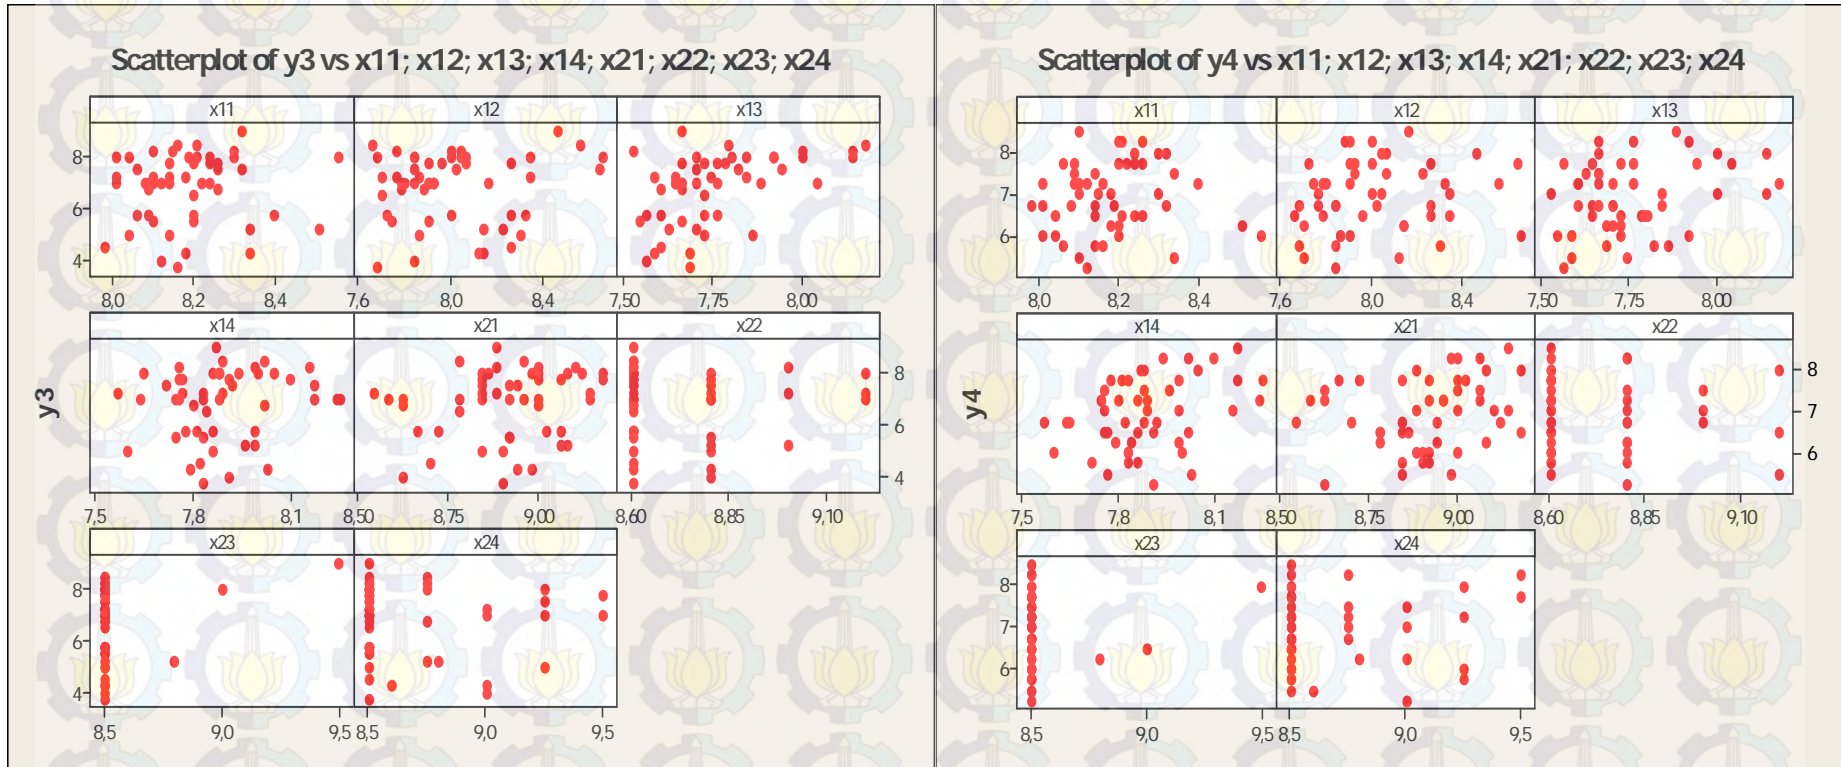 Scatterplot of y3 vs x11; x12; x13; x14; x21; x22; x23; x24
x11 x12 x13
8
6
4
8,0 8,2 8,4 7,6 8,0 8,4 7,50 7,75 8,00
x14 x21 x22
y3
8
6
4
7,5 7,8 8,1 8,50 8,75 9,00 8,60 8,85 9,10
x23 x24
8
6
4
8,5 9,0 9,5 8,5 9,0 9,5
Scatterplot of y4 vs x11; x12; x13; x14; x21; x22; x23; x24
x11 x12 x13
8
7
6
8,0 8,2 8,4 7,6 8,0 8,4 7,50 7,75 8,00
x14 x21 x22
y4
8
7
6
7,5 7,8 8,1 8,50 8,75 9,00 8,60 8,85 9,10
x23 x24
8
7
6
8,5 9,0 9,5 8,5 9,0 9,5